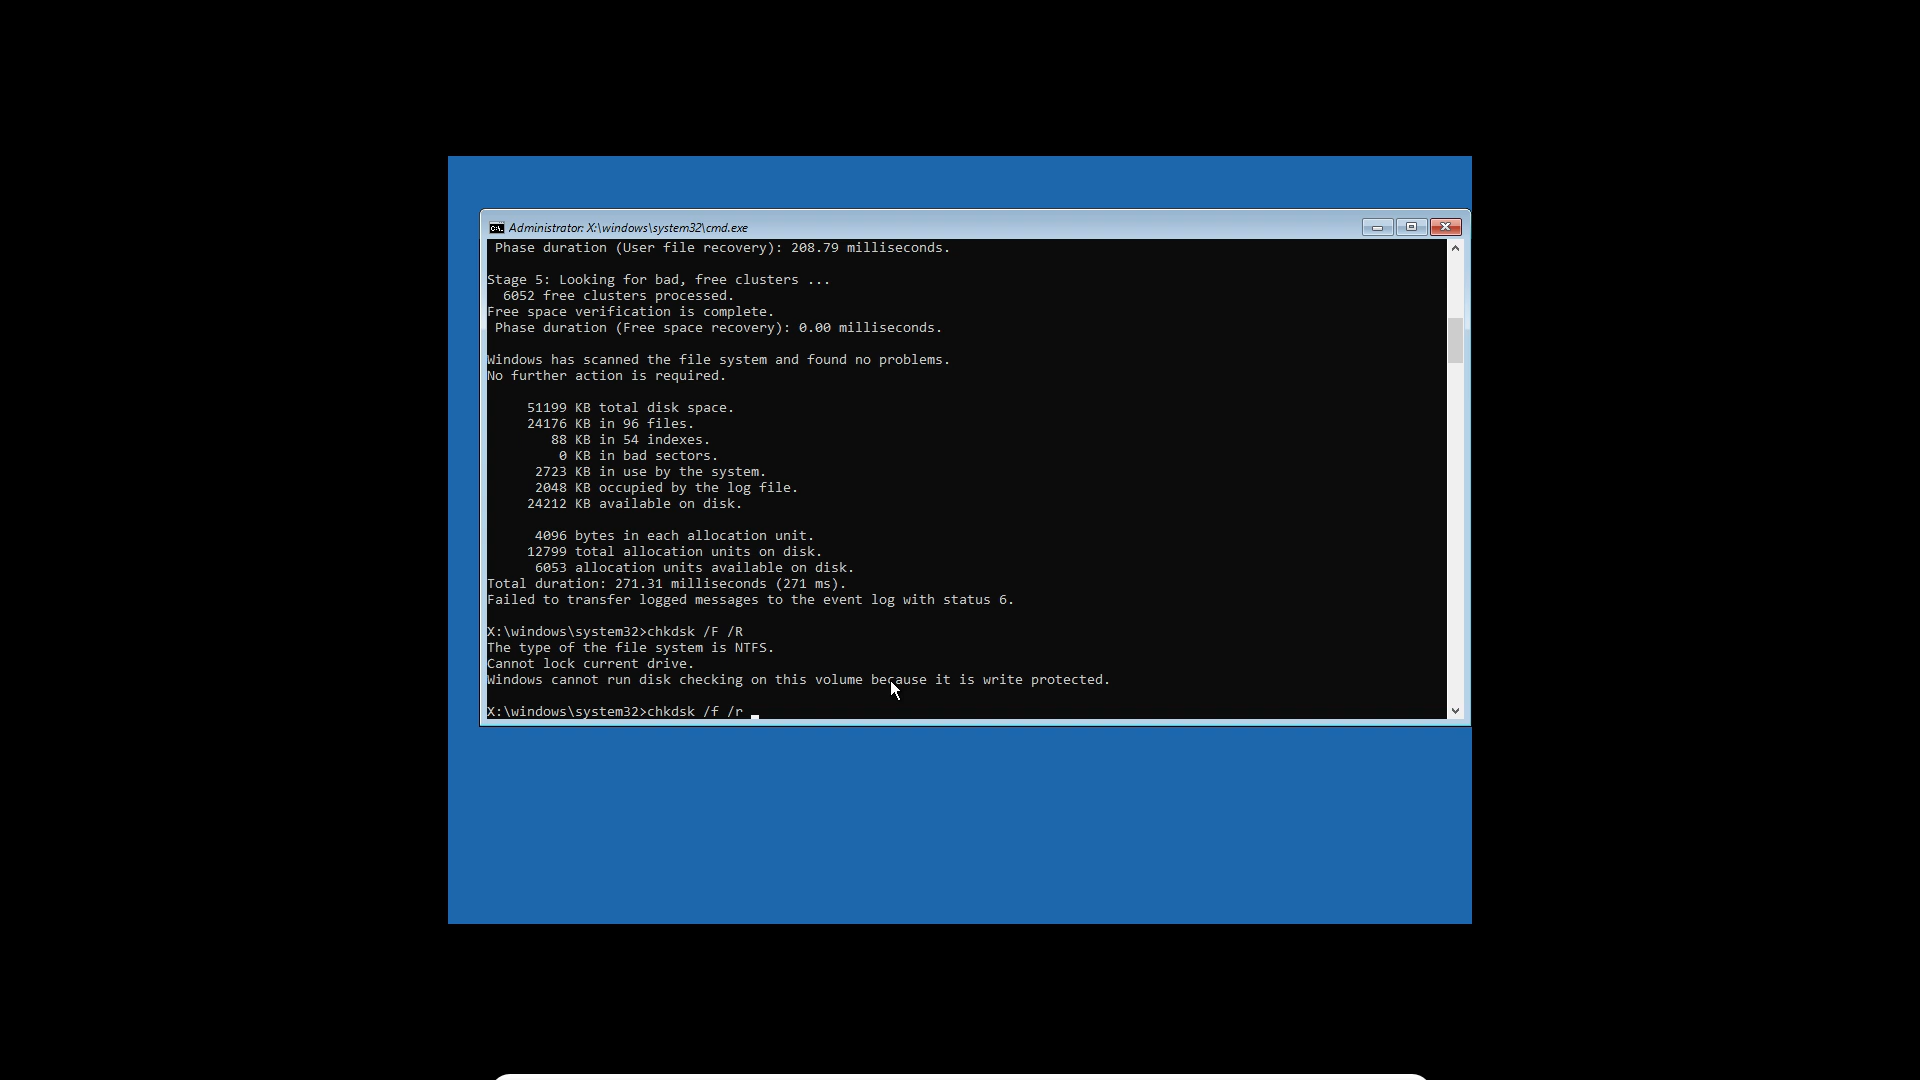 Administrator: X:\windows\system32\cmd.exe
Phase duration (User file recovery): 208.79 milliseconds.
Stage 5: Looking for bad, free clusters ...
6052 free clusters processed.
Free space verification is complete.
Phase duration (Free space recovery): 0.00 milliseconds.
Windows has scanned the file system and found no problems.
No further action is required.
51199 KB total disk space.
24176 KB in 96 files.
88 KB in 54 indexes.
0 KB in bad sectors.
2723 KB in use by the system.
2048 KB occupied by the log file.
24212 KB available on disk.
4096 bytes in each allocation unit.
12799 total allocation units on disk.
6053 allocation units available on disk.
Total duration: 271.31 milliseconds (271 ms).
Failed to transfer logged messages to the event log with status 6.
X:\windows\system32>chkdsk /F /R
The type of the file system is NTFS.
Cannot lock current drive.
Windows cannot run disk checking on this volume because it is write protected.
X:\windows\system32>chkdsk /f /r